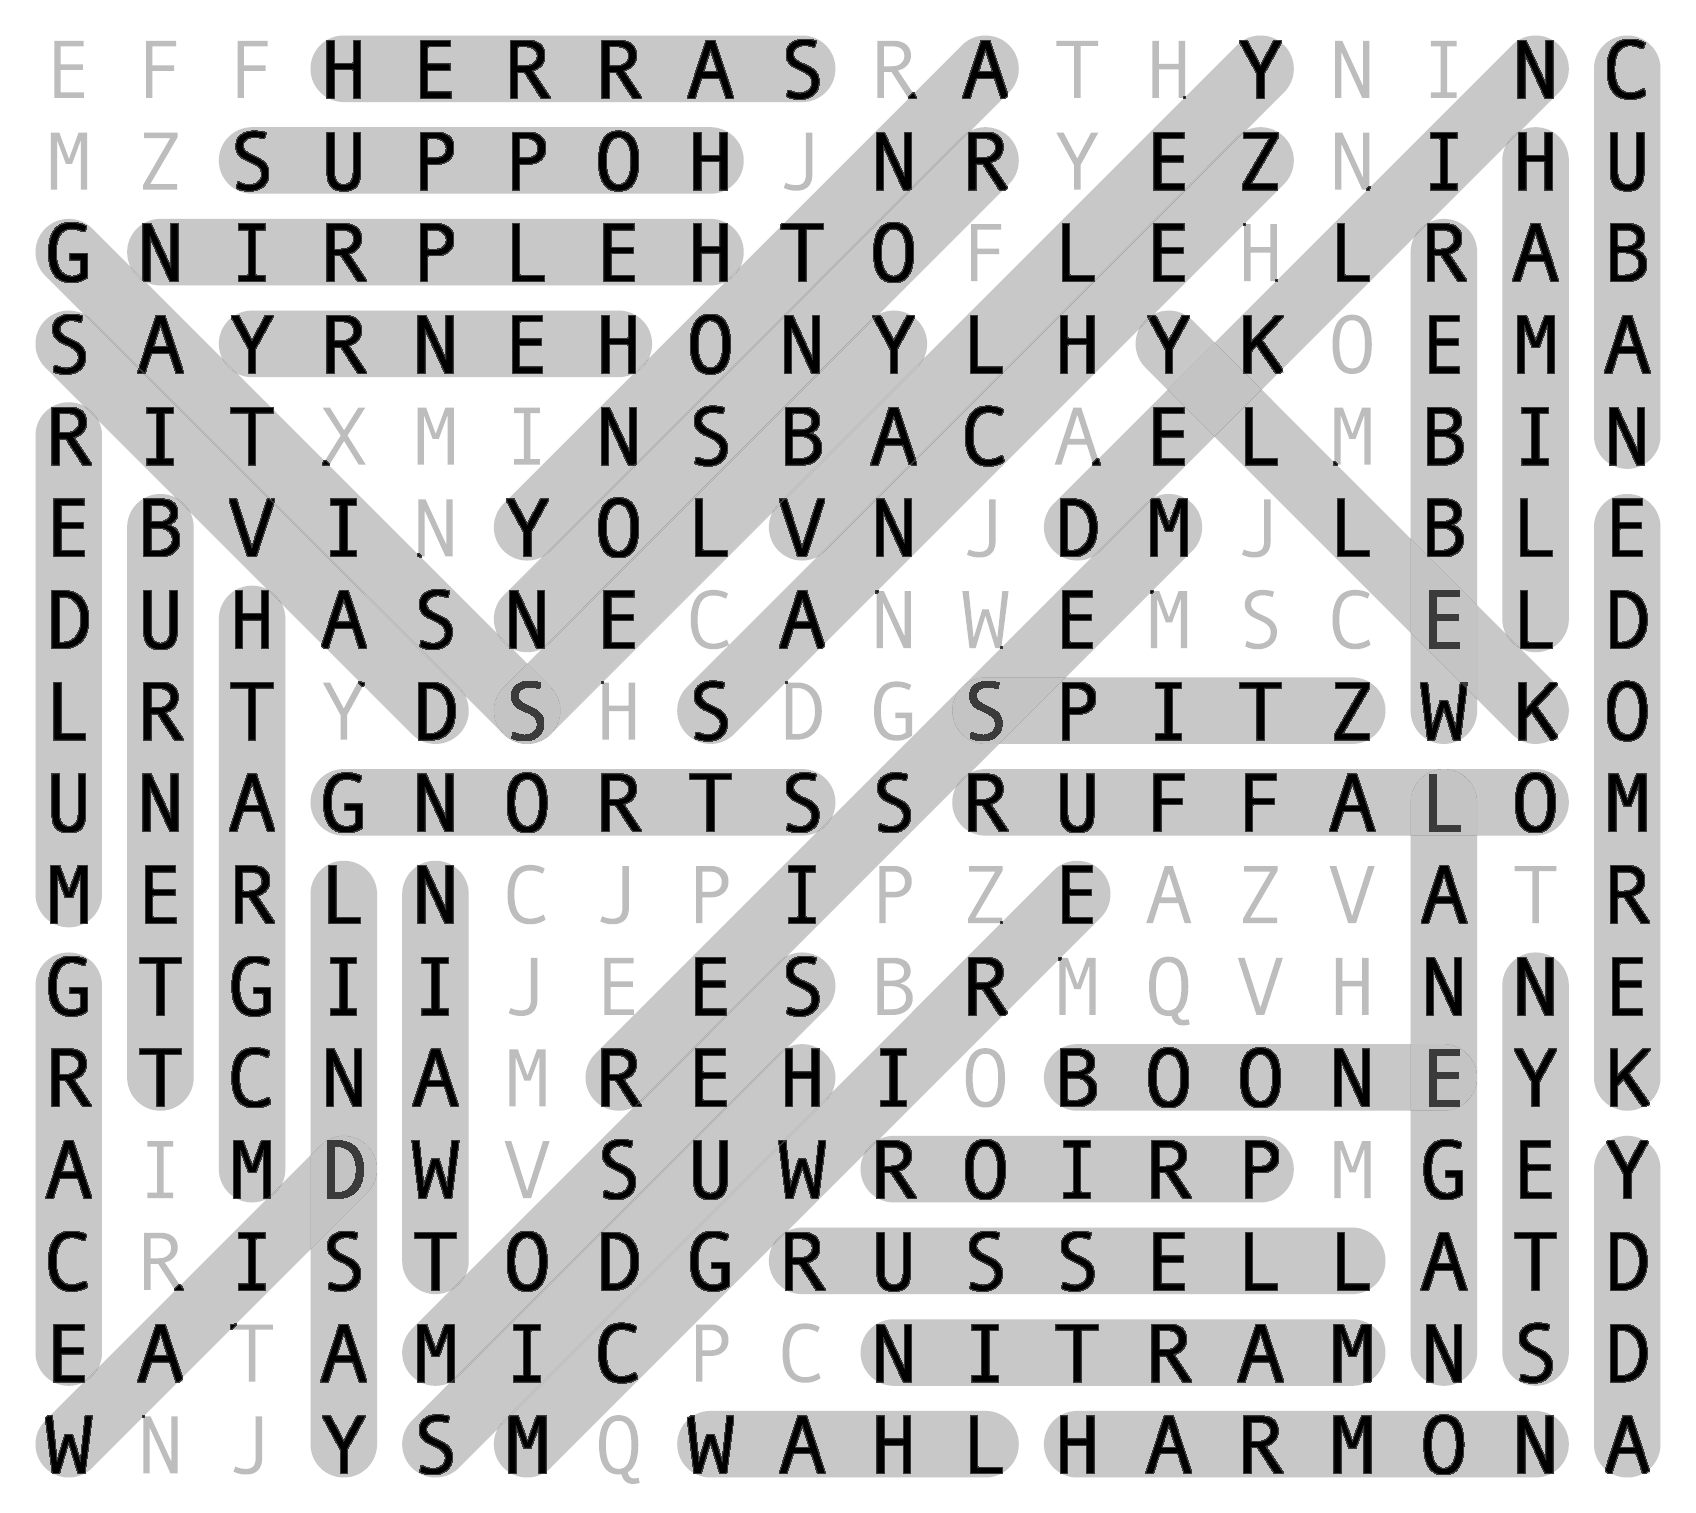 E F F H E R R A S R A T H Y N I N C
M Z S U P P O H J N R Y E Z N I H U
G N I R P L E H T O F L E H L R A B
S A Y R N E H O N Y L H Y K O E M A
R I T X M I N S B A C A E L M B I N
E B V I N Y O L V N J D M J L B L E
D U H A S N E C A N W E M S C E L D
L R T Y D S H S D G S P I T Z W K O
U N A G N O R T S S R U F F A L O M
M E R L N C J P I P Z E A Z V A T R
G T G I I J E E S B R M Q V H N N E
R T C N A M R E H I O B O O N E Y K
A I M D W V S U W R O I R P M G E Y
C R I S T O D G R U S S E L L A T D
E A T A M I C P C N I T R A M N S D
W N J Y S M Q W A H L H A R M O N A